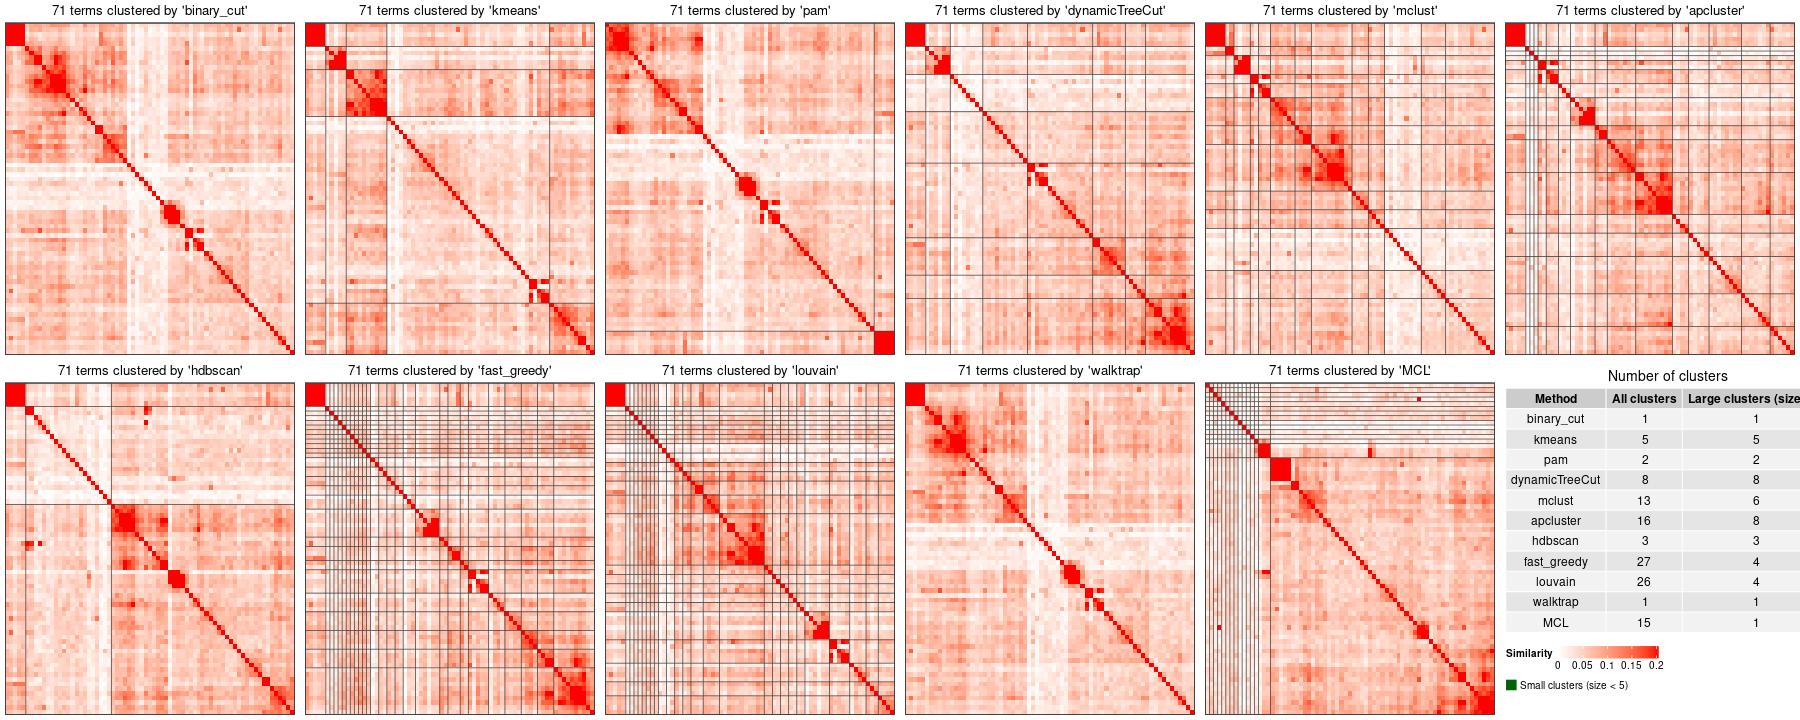 71 terms clustered by 'binary_cut'
71 terms clustered by 'kmeans'
71 terms clustered by 'pam'
71 terms clustered by 'dynamicTreeCut'
71 terms clustered by 'mclust'
71 terms clustered by 'apcluster'
71 terms clustered by 'hdbscan'
71 terms clustered by 'fast_greedy'
71 terms clustered by 'louvain'
71 terms clustered by 'walktrap'
71 terms clustered by 'MCL'
Number of clusters
Method All clusters Large clusters (size
binary_cut 1 1
kmeans 5 5
pam 2 2
dynamicTreeCut 8 8
mclust 13 6
apcluster 16 8
hdbscan 3 3
fast_greedy 27 4
louvain 26 4
walktrap 1 1
MCL 15 1
Similarity
0 0.05 0.1 0.15 0.2
Small clusters (size < 5)